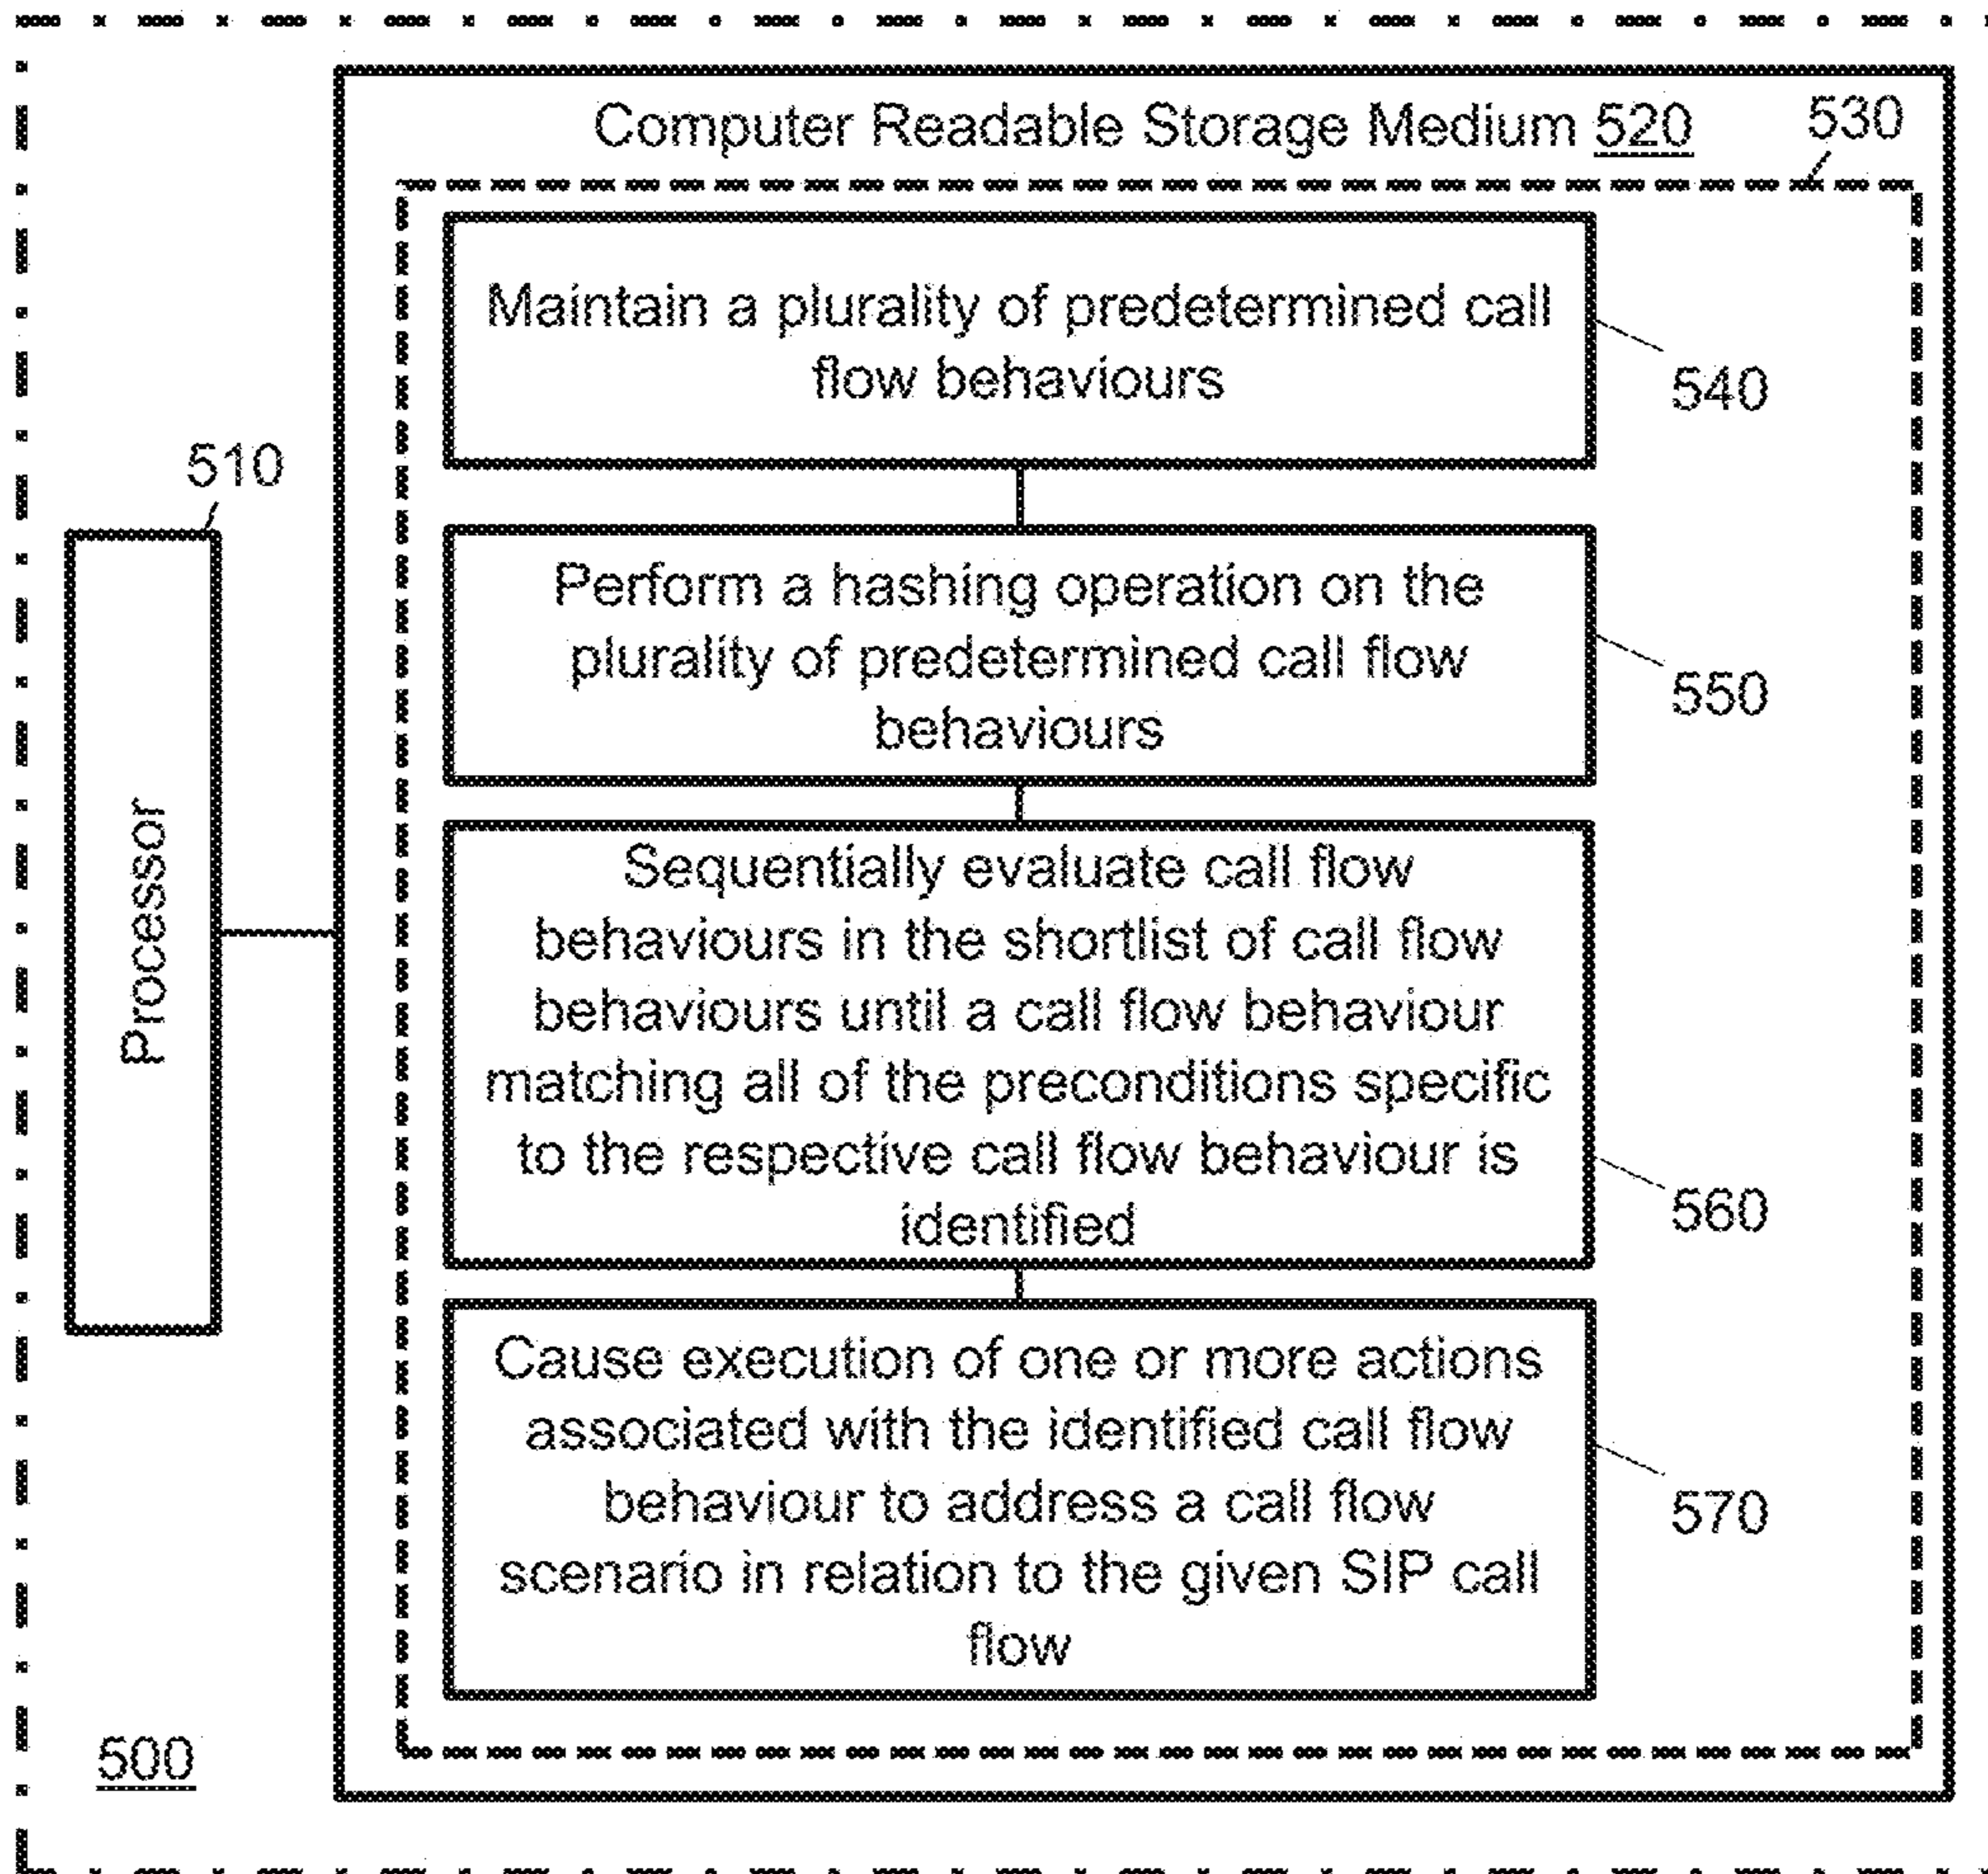 Computer Readable Storage Medium 520
530
Maintain a plurality of predetermined call
flow behaviours
540
510
Processor
Perform a hashing operation on the
plurality of predetermined call flow
behaviours
550
Sequentially evaluate call flow
behaviours in the shortlist of call flow
behaviours until a call flow behaviour
matching all of the preconditions specific
to the respective call flow behaviour is
identified
560
Cause execution of one or more actions
associated with the identified call flow
behaviour to address a call flow
scenario in relation to the given SIP call
flow
570
500